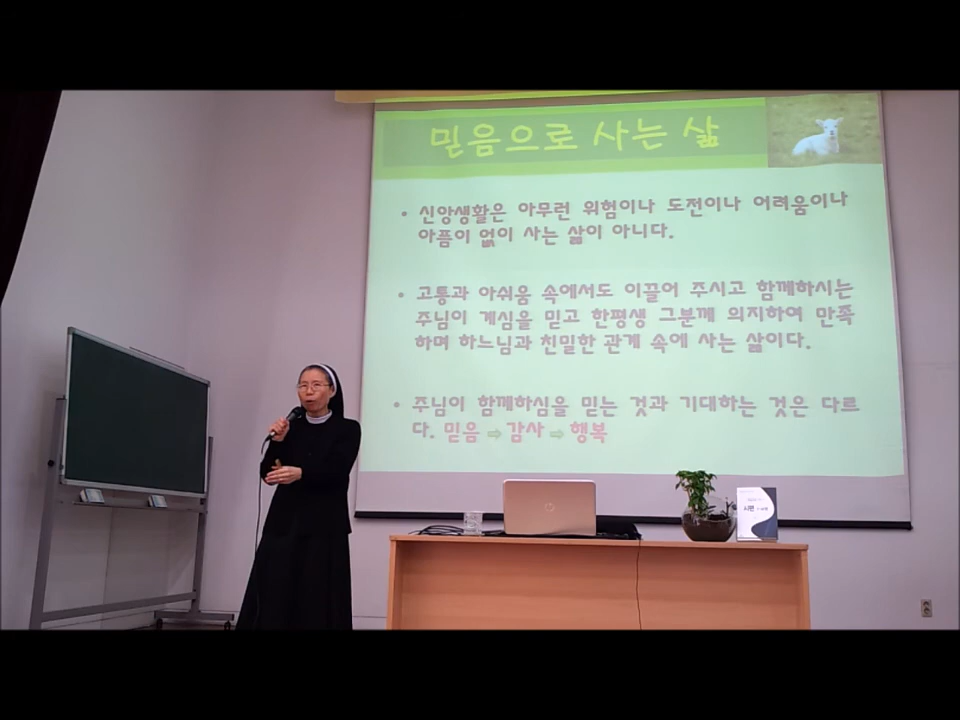 믿음으로 사는 삶
• 신앙생활은 아무런 위험이나 도전이나 어려움이나
아픔이 없이 사는 삶이 아니다.
• 고통과 아쉬움 속에서도 이끌어 주시고 함께하시는
주님이 계심을 믿고 한평생 그분께 의지하여 만족
하며 하느님과 친밀한 관계 속에 사는 삶이다.
• 주님이 함께하심을 믿는 것과 기대하는 것은 다르
다. 믿음 ⇨ 감사 ⇨ 행복
시편